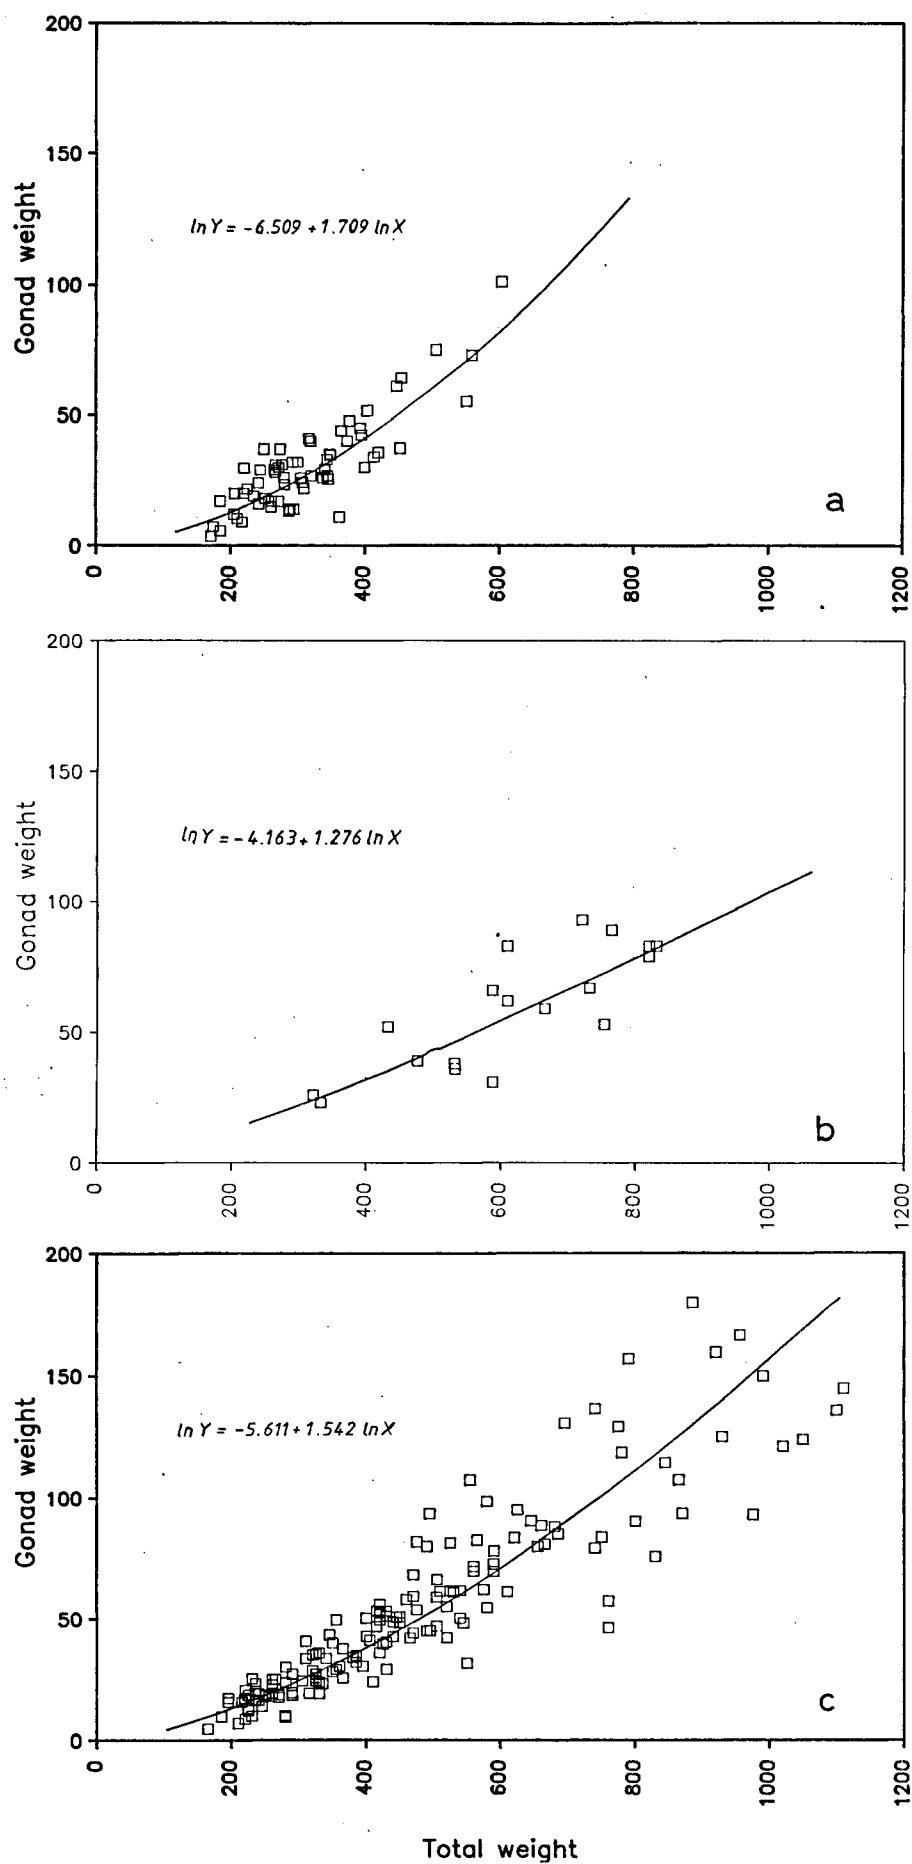 200
150
Gonad weight
ln Y = -6.509 + 1.709 ln X
100
50
a
0
0 200 400 600 800 1000 1200
200
150
Gonad weight
ln Y = -4.163 + 1.276 ln X
100
50
b
0
0 200 400 600 800 1000 1200
200
150
Gonad weight
ln Y = -5.611 + 1.542 ln X
100
50
c
0
0 200 400 600 800 1000 1200
Total weight